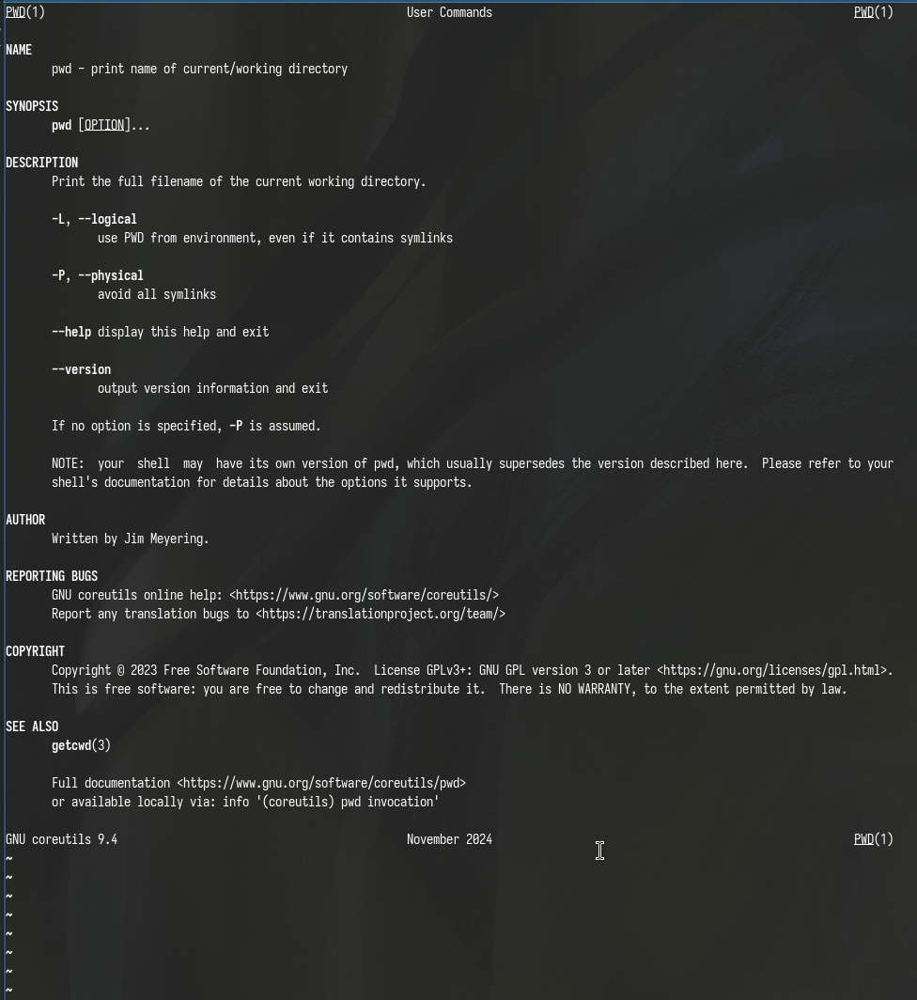 PWD(1) User Commands PWD(1)
NAME
pwd - print name of current/working directory
SYNOPSIS
pwd [OPTION]...
DESCRIPTION
Print the full filename of the current working directory.
-L, --logical
use PWD from environment, even if it contains symlinks
-P, --physical
avoid all symlinks
--help display this help and exit
--version
output version information and exit
If no option is specified, -P is assumed.
NOTE: your shell may have its own version of pwd, which usually supersedes the version described here. Please refer to your
shell's documentation for details about the options it supports.
AUTHOR
Written by Jim Meyering.
REPORTING BUGS
GNU coreutils online help: <https://www.gnu.org/software/coreutils/>
Report any translation bugs to <https://translationproject.org/team/>
COPYRIGHT
Copyright © 2023 Free Software Foundation, Inc. License GPLv3+: GNU GPL version 3 or later <https://gnu.org/licenses/gpl.html>.
This is free software: you are free to change and redistribute it. There is NO WARRANTY, to the extent permitted by law.
SEE ALSO
getcwd(3)
Full documentation <https://www.gnu.org/software/coreutils/pwd>
or available locally via: info '(coreutils) pwd invocation'
GNU coreutils 9.4 November 2024 PWD(1)
~
~
~
~
~
~
~
~